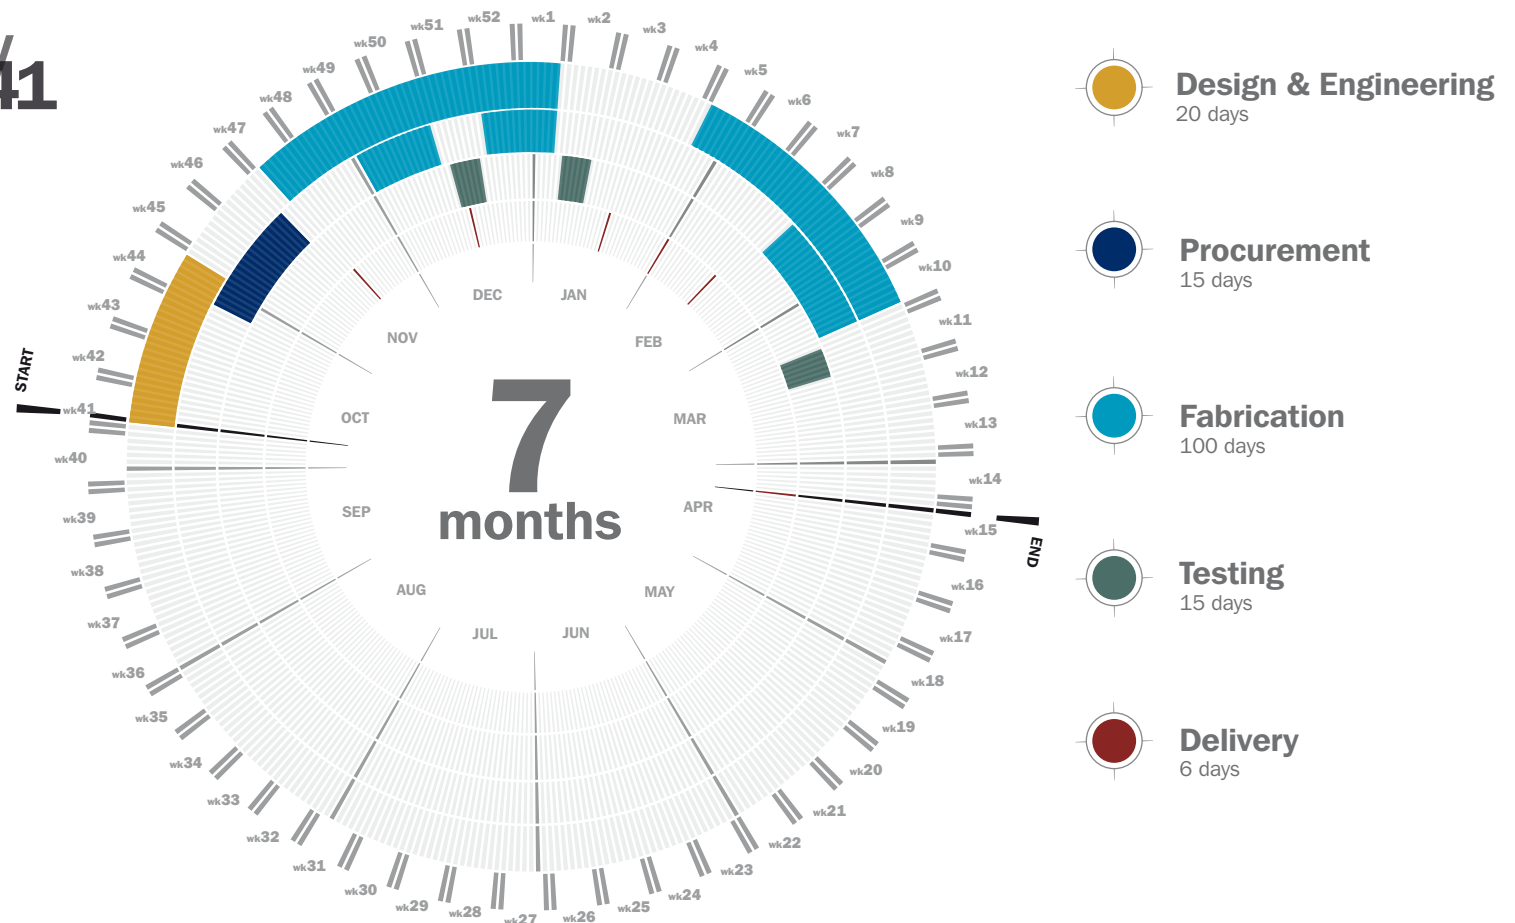 41
START
END
7
months
JAN
FEB
MAR
APR
MAY
JUN
JUL
AUG
SEP
OCT
NOV
DEC
wk1
wk2
wk3
wk4
wk5
wk6
wk7
wk8
wk9
wk10
wk11
wk12
wk13
wk14
wk15
wk16
wk17
wk18
wk19
wk20
wk21
wk22
wk23
wk24
wk25
wk26
wk27
wk28
wk29
wk30
wk31
wk32
wk33
wk34
wk35
wk36
wk37
wk38
wk39
wk40
wk41
wk42
wk43
wk44
wk45
wk46
wk47
wk48
wk49
wk50
wk51
wk52
Design & Engineering
20 days
Procurement
15 days
Fabrication
100 days
Testing
15 days
Delivery
6 days